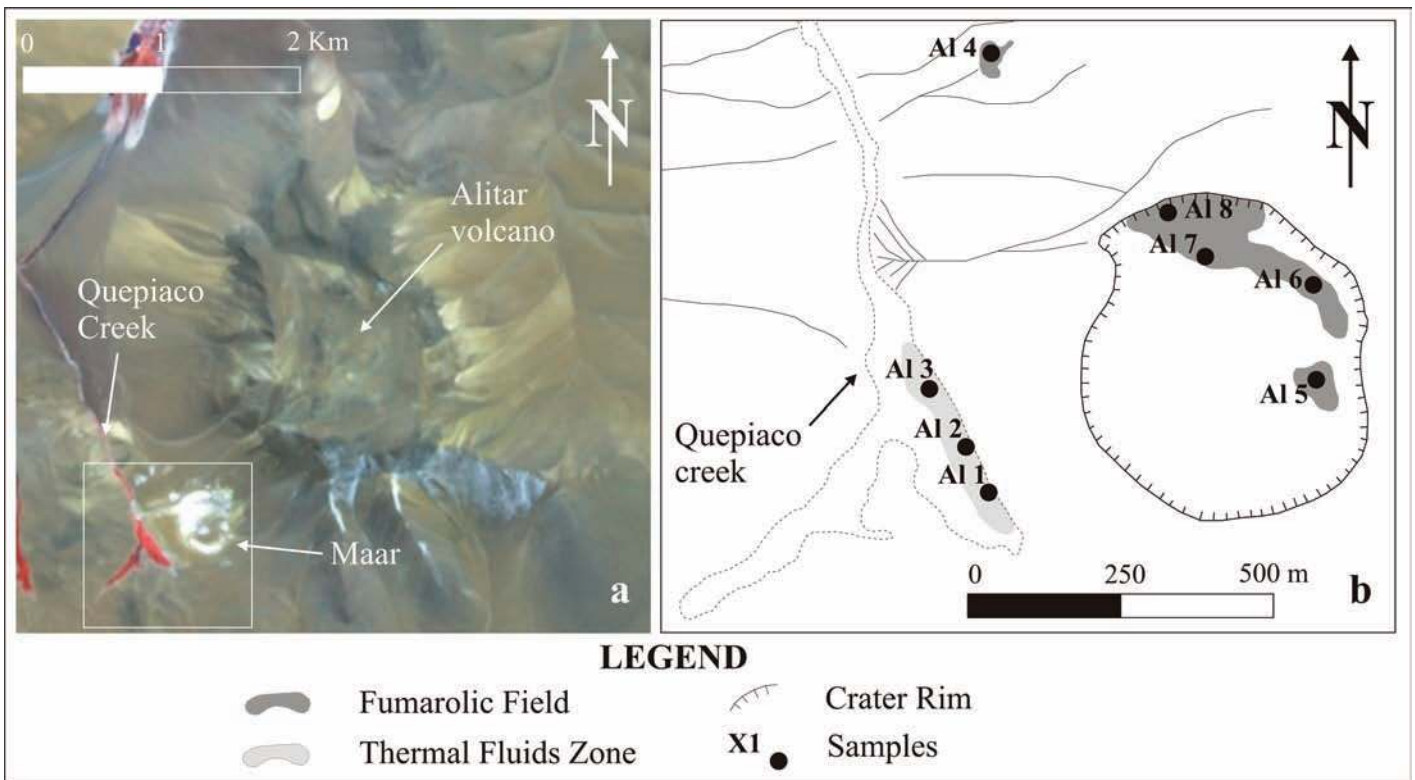 0 1 2 Km
N
Alitar
volcano
Quepiaco
Creek
Maar
a
Al 4
N
Al 8
Al 7
Al 6
Al 3
Al 5
Al 2
Quepiaco
creek
Al 1
0 250 500 m
b
LEGEND
Fumarolic Field
Crater Rim
Thermal Fluids Zone
X1
Samples